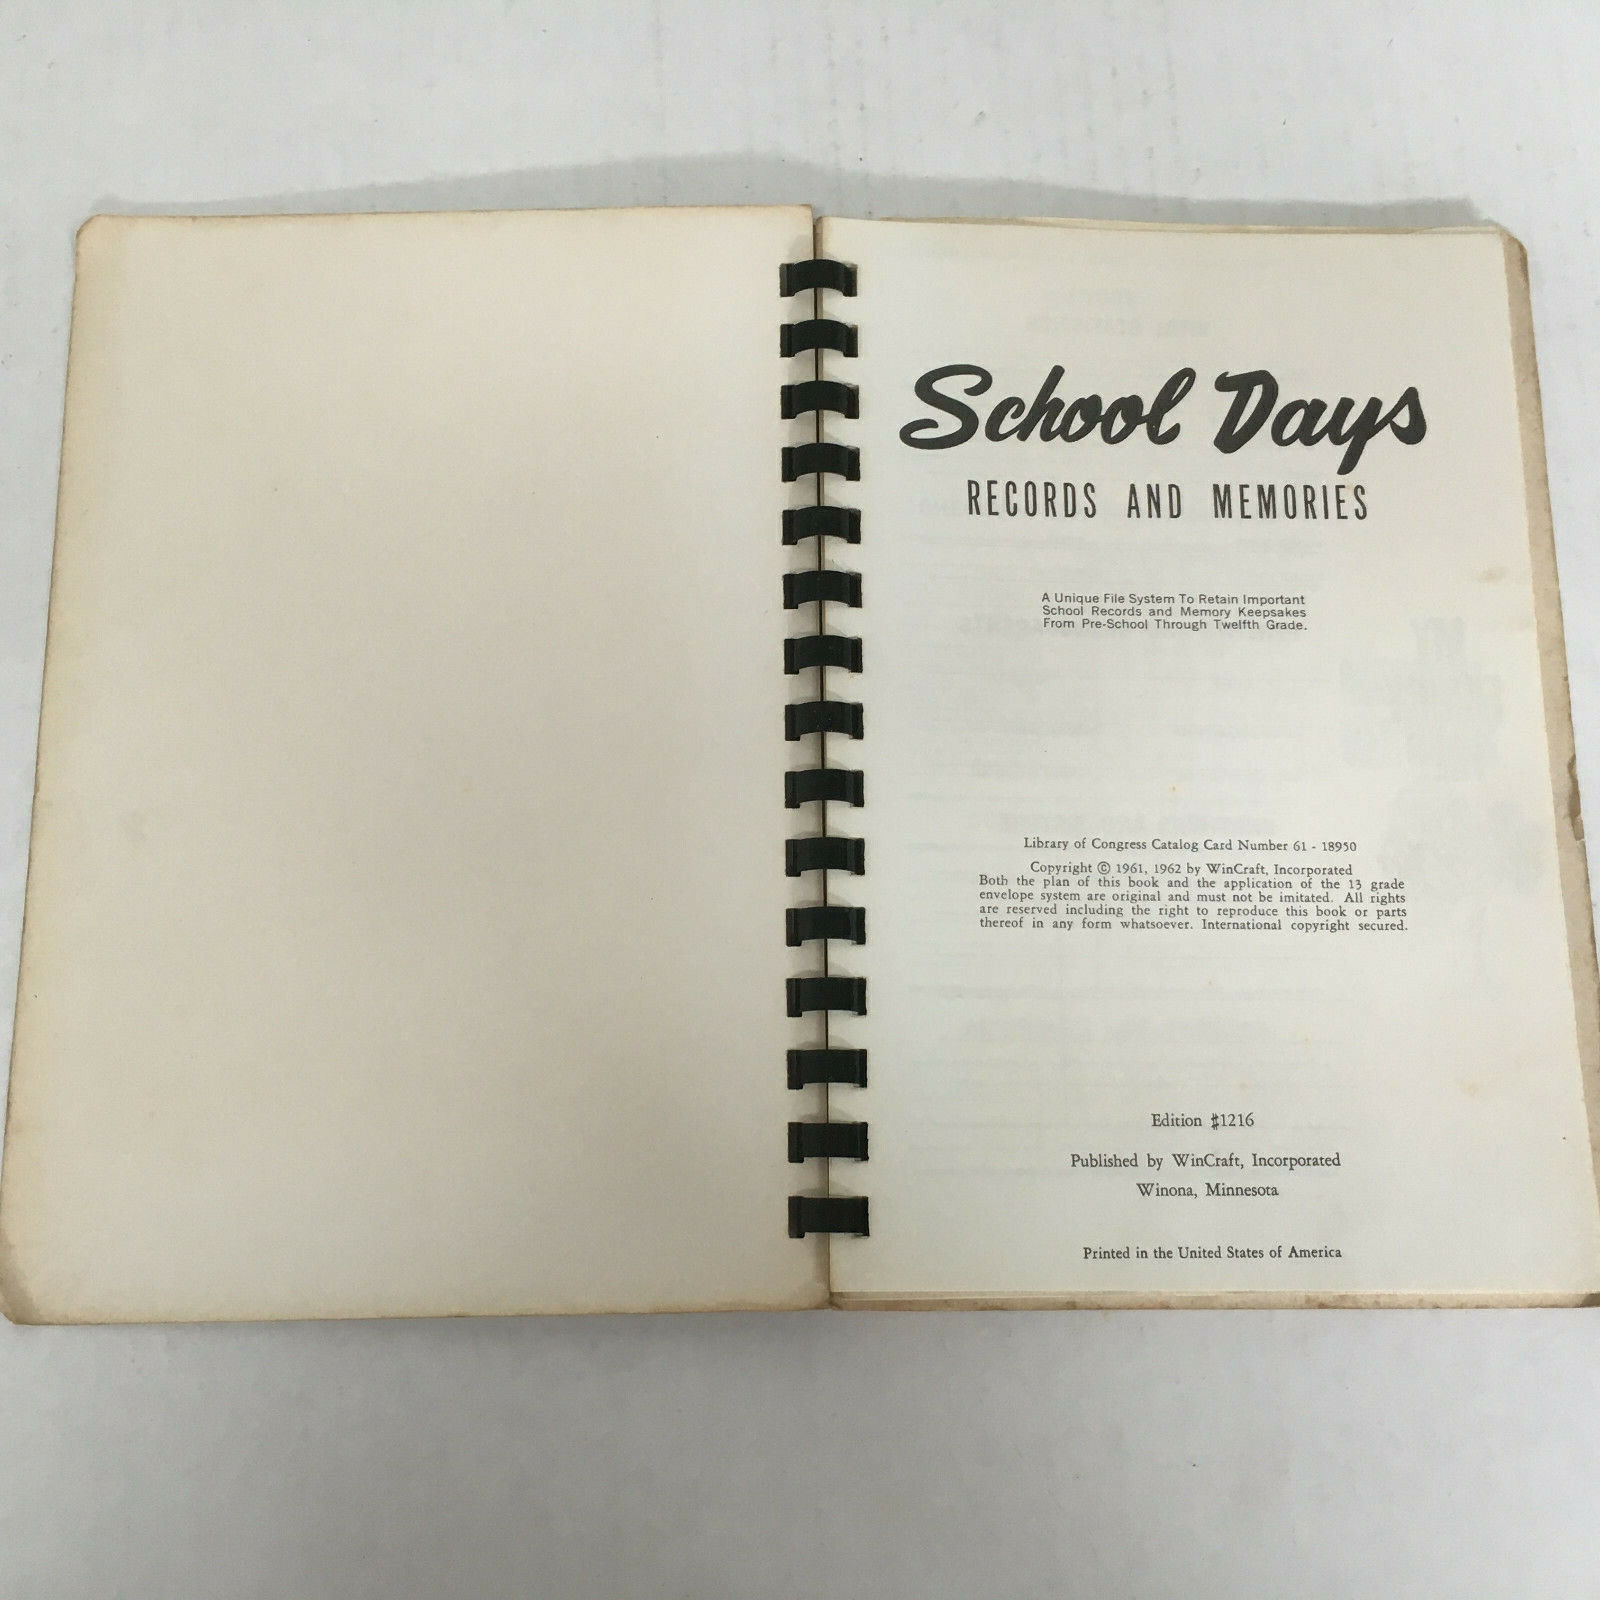 School Days
RECORDS AND MEMORIES
A Unique File System To Retain Important
School Records and Memory Keepsakes
From Pre-School Through Twelfth Grade.
Library of Congress Catalog Card Number 61 - 18950
Copyright © 1961, 1962 by WinCraft, Incorporated
Both the plan of this book and the application of the 13 grade
envelope system are original and must not be imitated. All rights
are reserved including the right to reproduce this book or parts
thereof in any form whatsoever. International copyright secured.
Edition #1216
Published by WinCraft, Incorporated
Winona, Minnesota
Printed in the United States of America